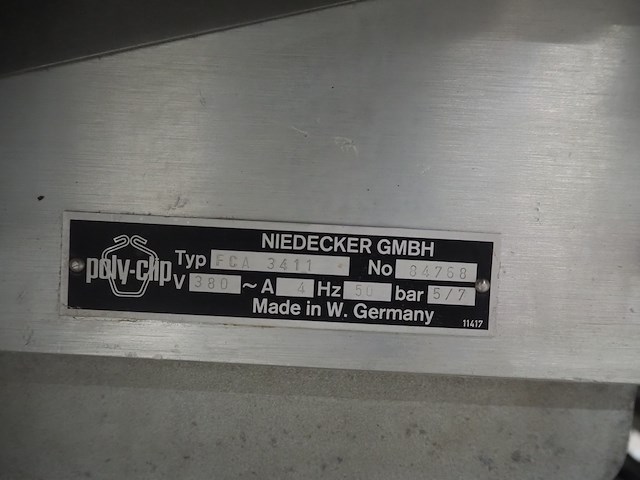 NIEDECKER GMBH
poly-clip
Typ FCA 3411 No 84768
V 380 ~ A 4 Hz 50 bar 5/7
Made in W. Germany
11417